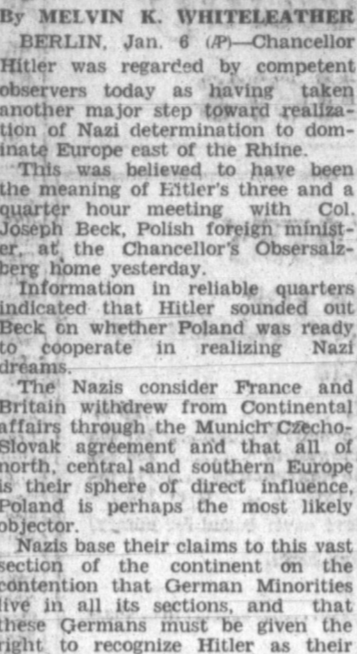 By MELVIN K. WHITELEATHER
BERLIN, Jan. 6 (AP)—Chancellor
Hitler was regarded by competent
observers today as having taken
another major step toward realiza-
tion of Nazi determination to dom-
inate Europe east of the Rhine.
This was believed to have been
the meaning of Hitler's three and a
quarter hour meeting with Col.
Joseph Beck, Polish foreign minist-
er, at the Chancellor's Obersalz-
berg home yesterday.
Information in reliable quarters
indicated that Hitler sounded out
Beck on whether Poland was ready
to cooperate in realizing Nazi
dreams.
The Nazis consider France and
Britain withdrew from Continental
affairs through the Munich Czecho-
Slovak agreement and that all of
north, central and southern Europe
is their sphere of direct influence,
Poland is perhaps the most likely
objector.
Nazis base their claims to this vast
section of the continent on the
contention that German Minorities
live in all its sections, and that
these Germans must be given the
right to recognize Hitler as their